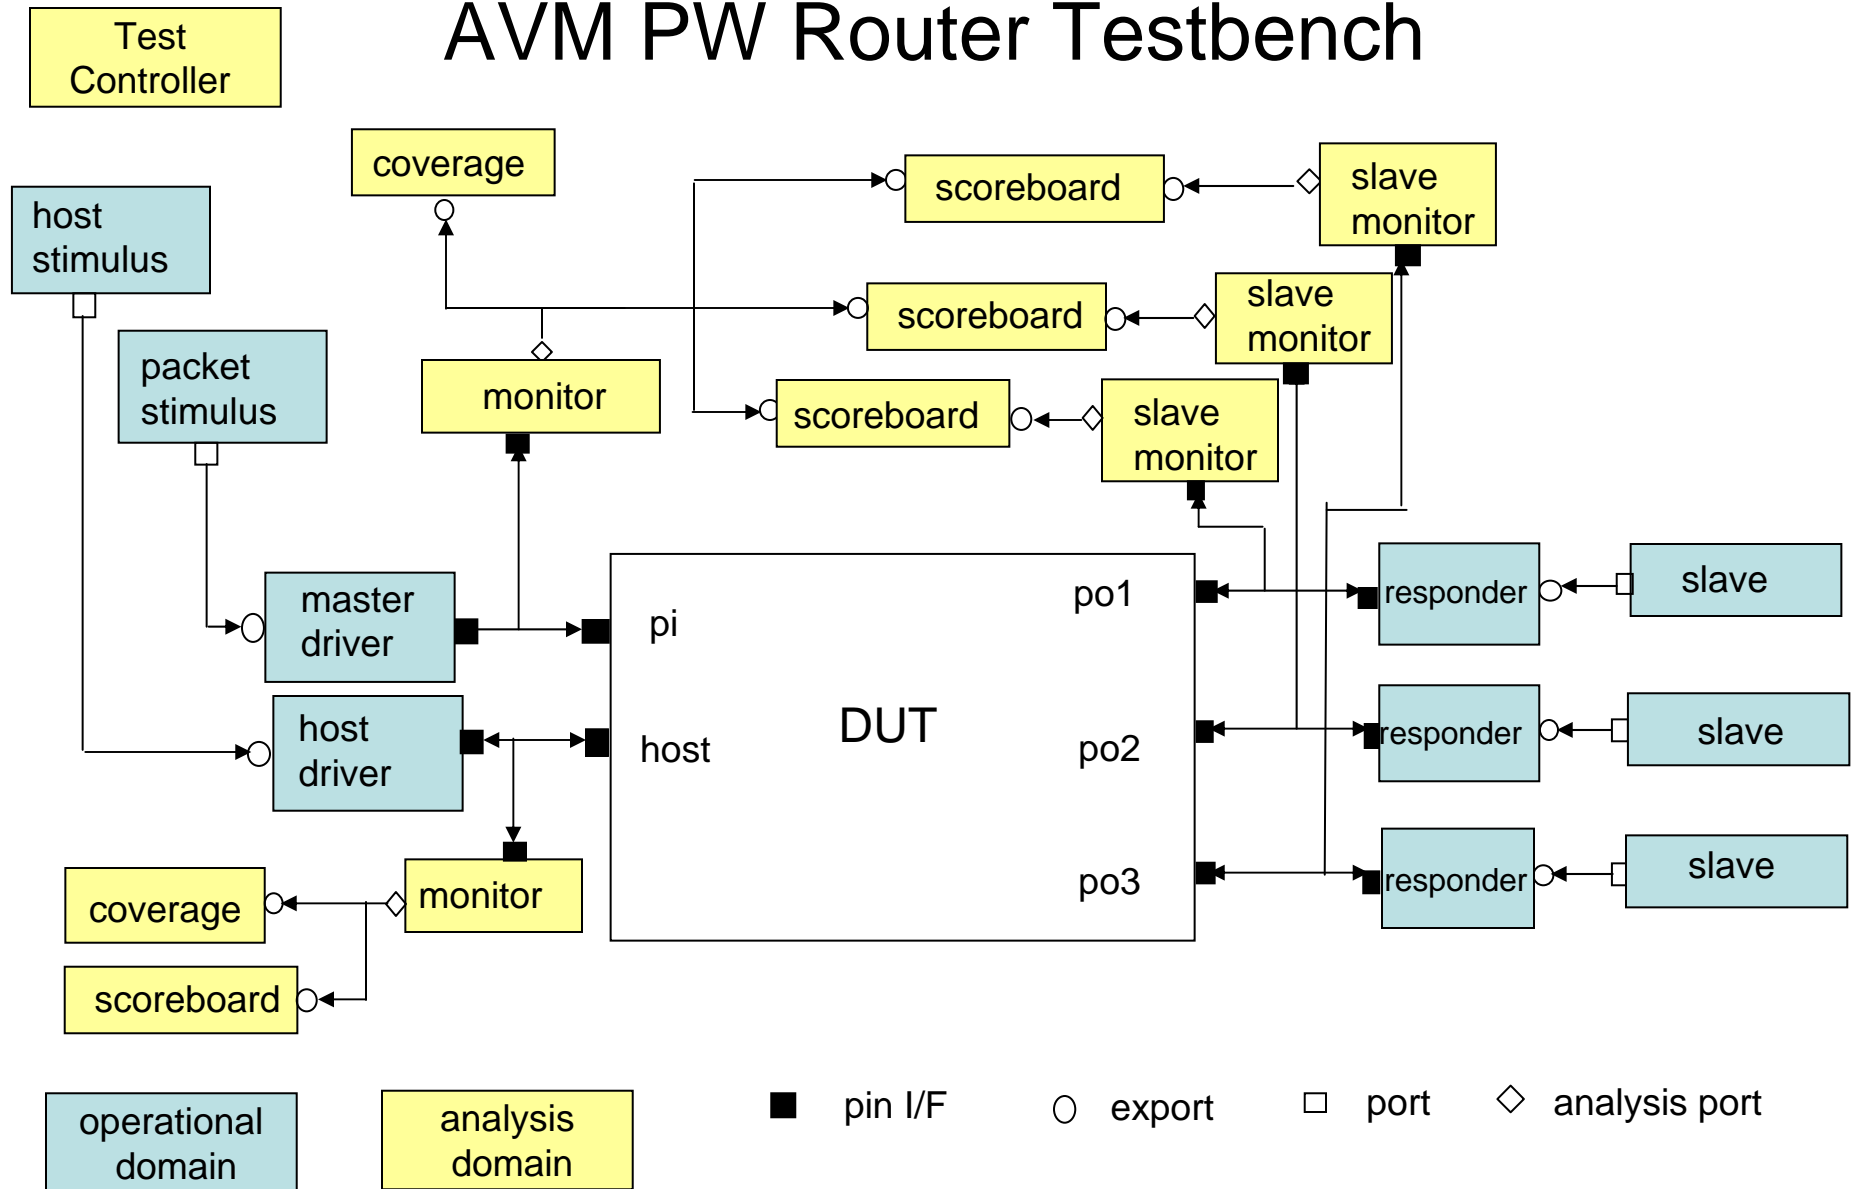 AVM PW Router Testbench
Test
Controller
coverage
scoreboard
slave
monitor
host
stimulus
scoreboard
slave
monitor
packet
stimulus
monitor
scoreboard
slave
monitor
master
driver
pi
po1
responder
slave
host
driver
host
DUT
po2
responder
slave
po3
responder
slave
coverage
monitor
scoreboard
operational
domain
analysis
domain
pin I/F
export
port
analysis port